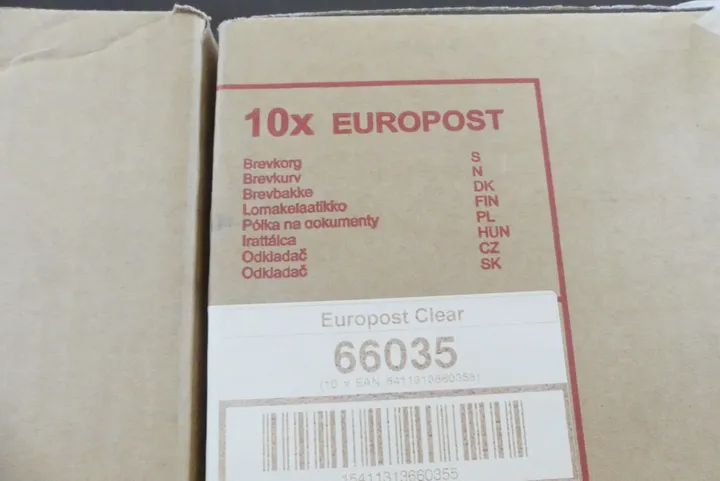 10x EUROPOST
Brevkorg S
Brevkurv N
Brevbakke DK
Lomakelaatikko FIN
Półka na dokumenty PL
Irattálca HUN
Odkladač CZ
Odkladač SK
Europost Clear
66035
(10 x EAN 5411313660358)
15411313660355